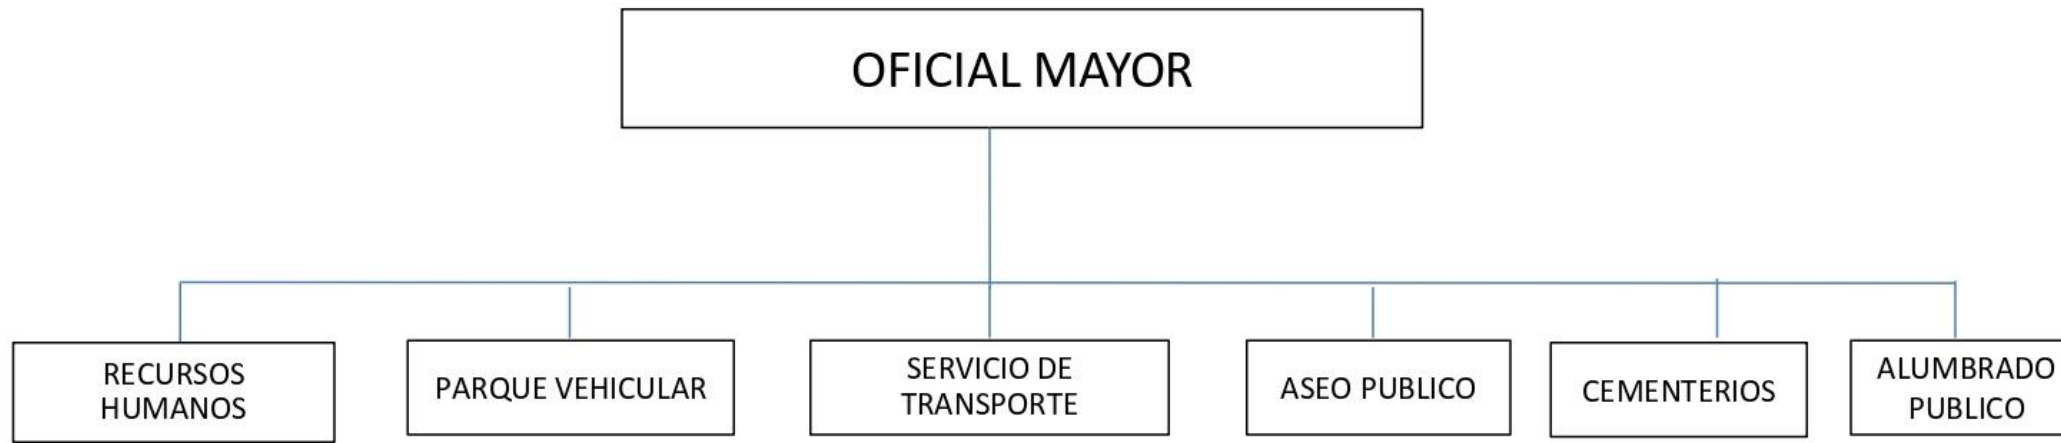 OFICIAL MAYOR
RECURSOS
HUMANOS
PARQUE VEHICULAR
SERVICIO DE
TRANSPORTE
ASEO PUBLICO
CEMENTERIOS
ALUMBRADO
PUBLICO